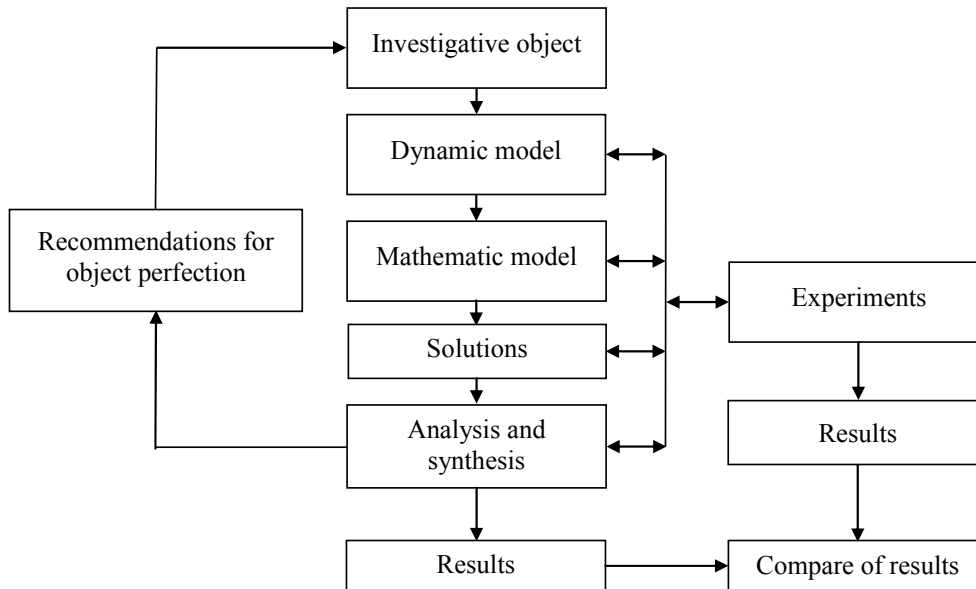 Investigative object
Dynamic model
Recommendations for
object perfection
Mathematic model
Experiments
Solutions
Analysis and
synthesis
Results
Results
Compare of results